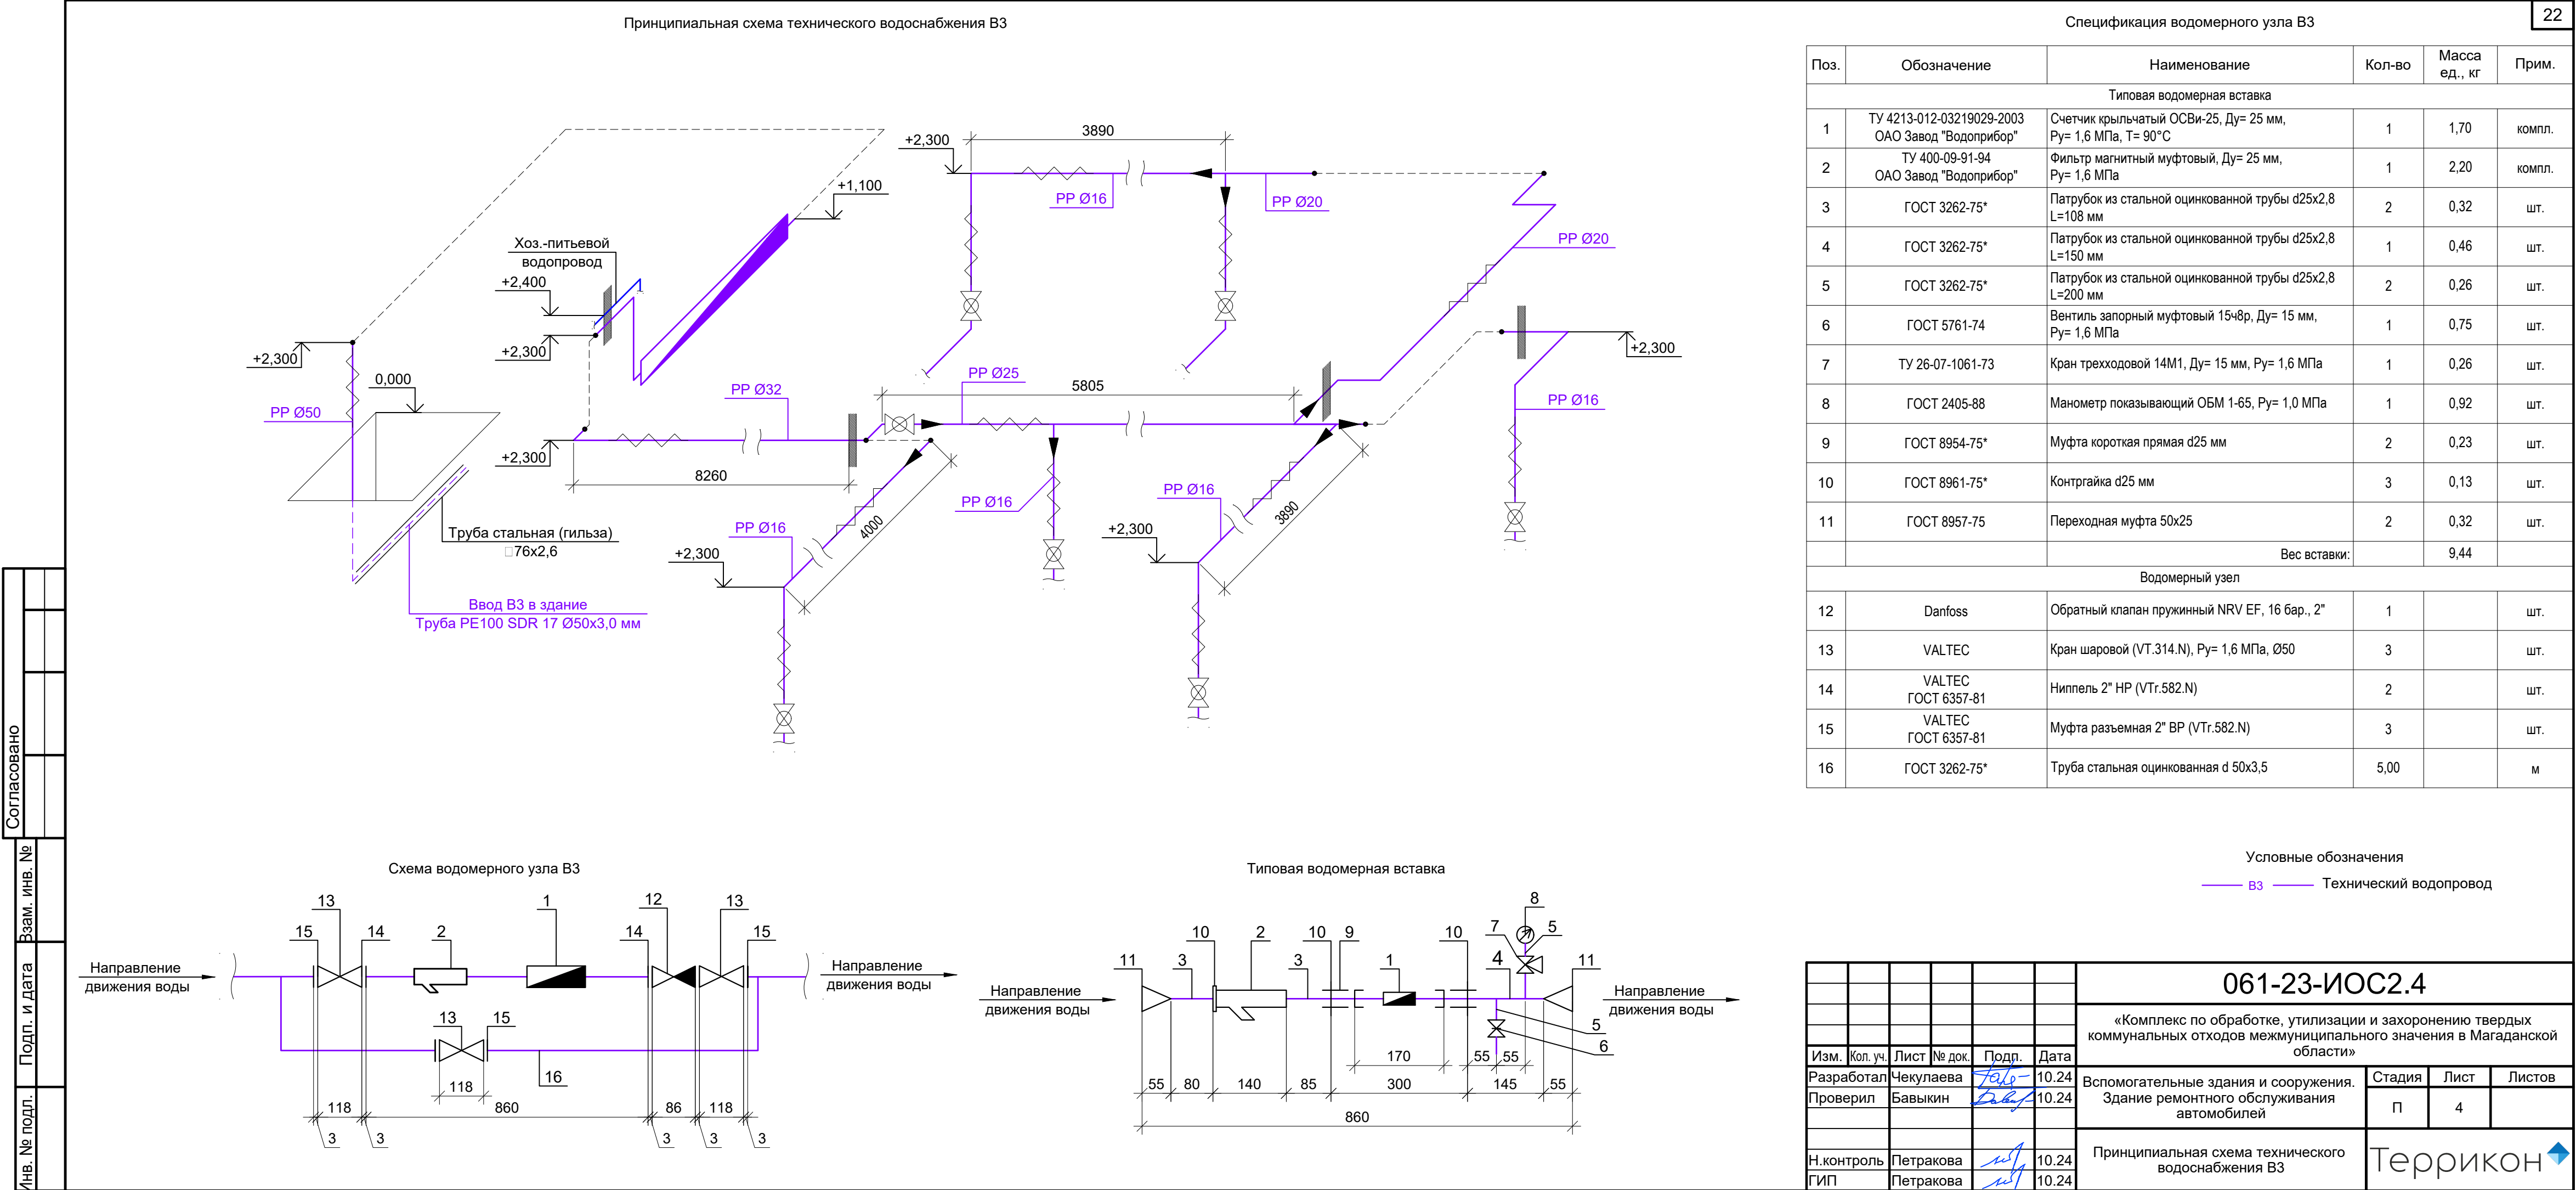 22
Принципиальная схема технического водоснабжения В3
+2,300
3890
PP Ø16
PP Ø20
+1,100
Хоз.-питьевой
водопровод
+2,400
+2,300
PP Ø20
+2,300
0,000
PP Ø50
PP Ø32
PP Ø25
5805
PP Ø16
+2,300
+2,300
8260
PP Ø16
PP Ø16
3890
4000
PP Ø16
+2,300
+2,300
Труба стальная (гильза)
□76x2,6
Ввод В3 в здание
Труба PE100 SDR 17 Ø50x3,0 мм
Спецификация водомерного узла В3
Поз. Обозначение Наименование Кол-во Масса ед., кг Прим.
Типовая водомерная вставка
1 ТУ 4213-012-03219029-2003 ОАО Завод "Водоприбор" Счетчик крыльчатый ОСВи-25, Ду= 25 мм, Ру= 1,6 МПа, Т= 90°С 1 1,70 компл.
2 ТУ 400-09-91-94 ОАО Завод "Водоприбор" Фильтр магнитный муфтовый, Ду= 25 мм, Ру= 1,6 МПа 1 2,20 компл.
3 ГОСТ 3262-75* Патрубок из стальной оцинкованной трубы d25x2,8 L=108 мм 2 0,32 шт.
4 ГОСТ 3262-75* Патрубок из стальной оцинкованной трубы d25x2,8 L=150 мм 1 0,46 шт.
5 ГОСТ 3262-75* Патрубок из стальной оцинкованной трубы d25x2,8 L=200 мм 2 0,26 шт.
6 ГОСТ 5761-74 Вентиль запорный муфтовый 15ч8р, Ду= 15 мм, Ру= 1,6 МПа 1 0,75 шт.
7 ТУ 26-07-1061-73 Кран трехходовой 14М1, Ду= 15 мм, Ру= 1,6 МПа 1 0,26 шт.
8 ГОСТ 2405-88 Манометр показывающий ОБМ 1-65, Ру= 1,0 МПа 1 0,92 шт.
9 ГОСТ 8954-75* Муфта короткая прямая d25 мм 2 0,23 шт.
10 ГОСТ 8961-75* Контргайка d25 мм 3 0,13 шт.
11 ГОСТ 8957-75 Переходная муфта 50x25 2 0,32 шт.
Вес вставки: 9,44
Водомерный узел
12 Danfoss Обратный клапан пружинный NRV EF, 16 бар., 2" 1 шт.
13 VALTEC Кран шаровой (VT.314.N), Ру= 1,6 МПа, Ø50 3 шт.
14 VALTEC ГОСТ 6357-81 Ниппель 2" НР (VTr.582.N) 2 шт.
15 VALTEC ГОСТ 6357-81 Муфта разъемная 2" ВР (VTr.582.N) 3 шт.
16 ГОСТ 3262-75* Труба стальная оцинкованная d 50x3,5 5,00 м
Схема водомерного узла В3
13 1 12 13
15 14 2 14 15
Направление
движения воды
Направление
движения воды
13 15
16
118
118 860 86 118
3 3 3 3 3
Типовая водомерная вставка
8
7 5
10 2 10 9 10
11 3 3 1 4 11
Направление
движения воды
Направление
движения воды
5
6
170 55 55
55 80 140 85 300 145 55
860
Условные обозначения
В3 Технический водопровод
Согласовано
Взам. инв. №
Подп. и дата
Инв. № подл.
061-23-ИОС2.4
«Комплекс по обработке, утилизации и захоронению твердых
коммунальных отходов межмуниципального значения в Магаданской
области»
Изм. Кол. уч. Лист № док. Подп. Дата
Разработал Чекулаева 10.24
Проверил Бавыкин 10.24
Н.контроль Петракова 10.24
ГИП Петракова 10.24
Вспомогательные здания и сооружения.
Здание ремонтного обслуживания
автомобилей
Стадия Лист Листов
П 4
Принципиальная схема технического
водоснабжения В3
Террикон